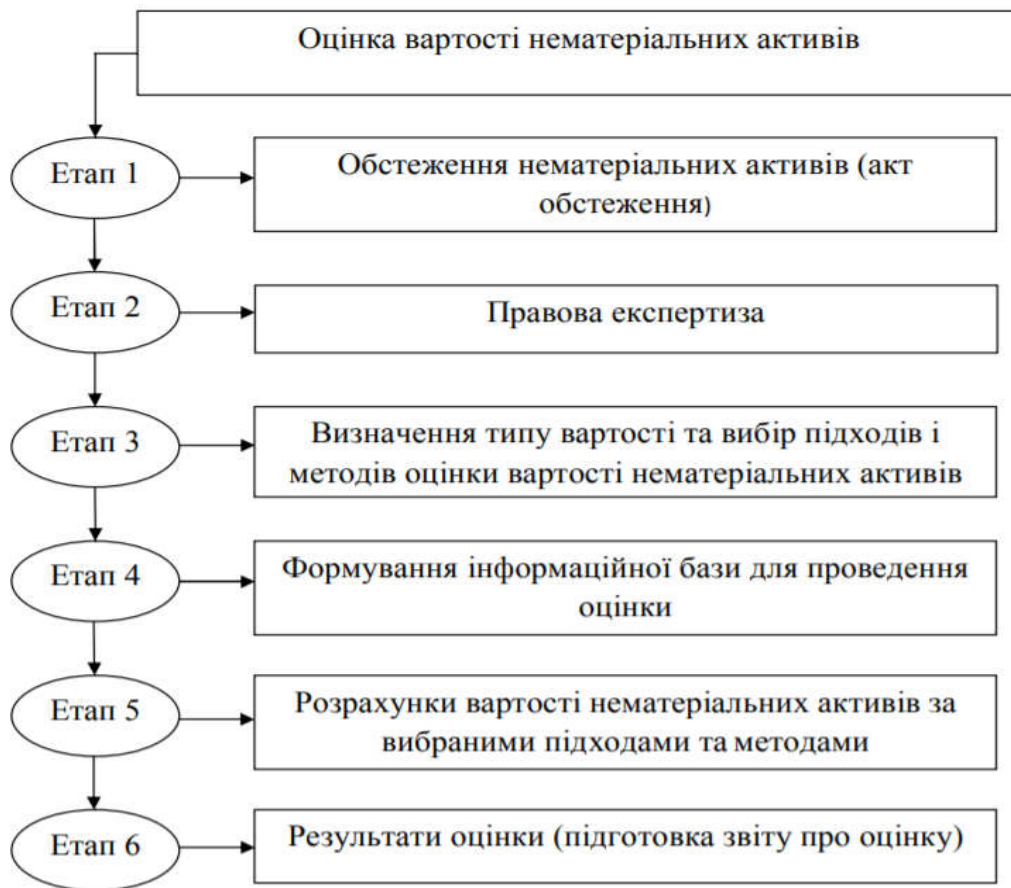 Оцінка вартості нематеріальних активів
Етап 1
Обстеження нематеріальних активів (акт
обстеження)
Етап 2
Правова експертиза
Етап 3
Визначення типу вартості та вибір підходів і
методів оцінки вартості нематеріальних активів
Етап 4
Формування інформаційної бази для проведення
оцінки
Етап 5
Розрахунки вартості нематеріальних активів за
вибраними підходами та методами
Етап 6
Результати оцінки (підготовка звіту про оцінку)